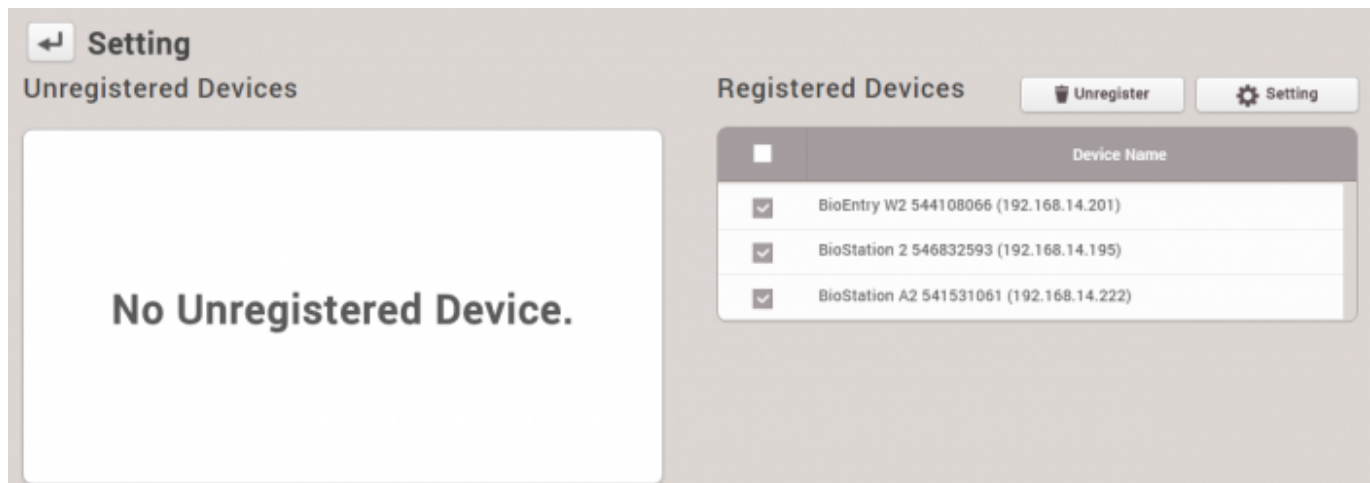 Setting
Unregistered Devices
No Unregistered Device.
Registered Devices
Unregister
Setting
Device Name
BioEntry W2 544108066 (192.168.14.201)
BioStation 2 546832593 (192.168.14.195)
BioStation A2 541531061 (192.168.14.222)